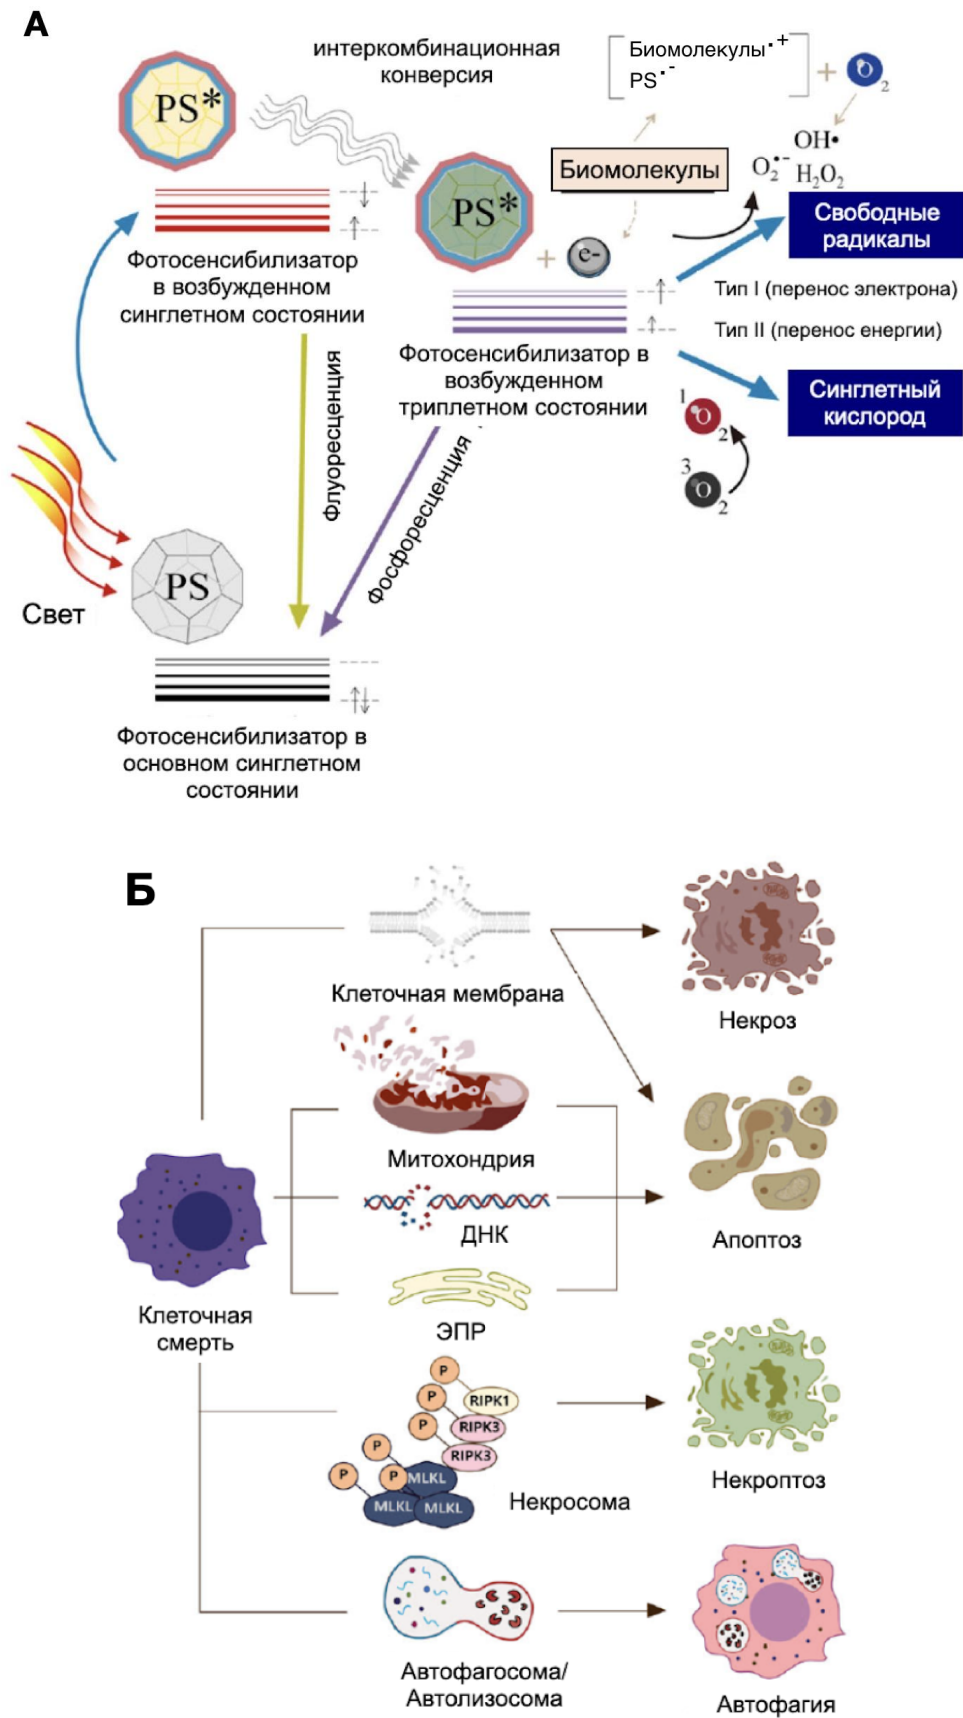 А
интеркомбинационная
конверсия
Биомолекулы•+
PS•-
+ O2
PS*
OH•
O2•- H2O2
Биомолекулы
PS*
+ e-
Свободные
радикалы
Фотосенсибилизатор
в возбужденном
синглетном состоянии
Тип I (перенос электрона)
Тип II (перенос энергии)
Фотосенсибилизатор в
возбужденном
триплетном состоянии
Синглетный
кислород
1O2
3O2
Флуоресценция
Фосфоресценция
PS
Свет
Фотосенсибилизатор в
основном синглетном
состоянии
Б
Клеточная мембрана
Некроз
Митохондрия
ДНК
Апоптоз
Клеточная
смерть
ЭПР
P
P
RIPK1
P
RIPK3
P
RIPK3
P
P
MLKL
MLKL
MLKL
Некросома
Некроптоз
Автофагосома/
Автолизосома
Автофагия